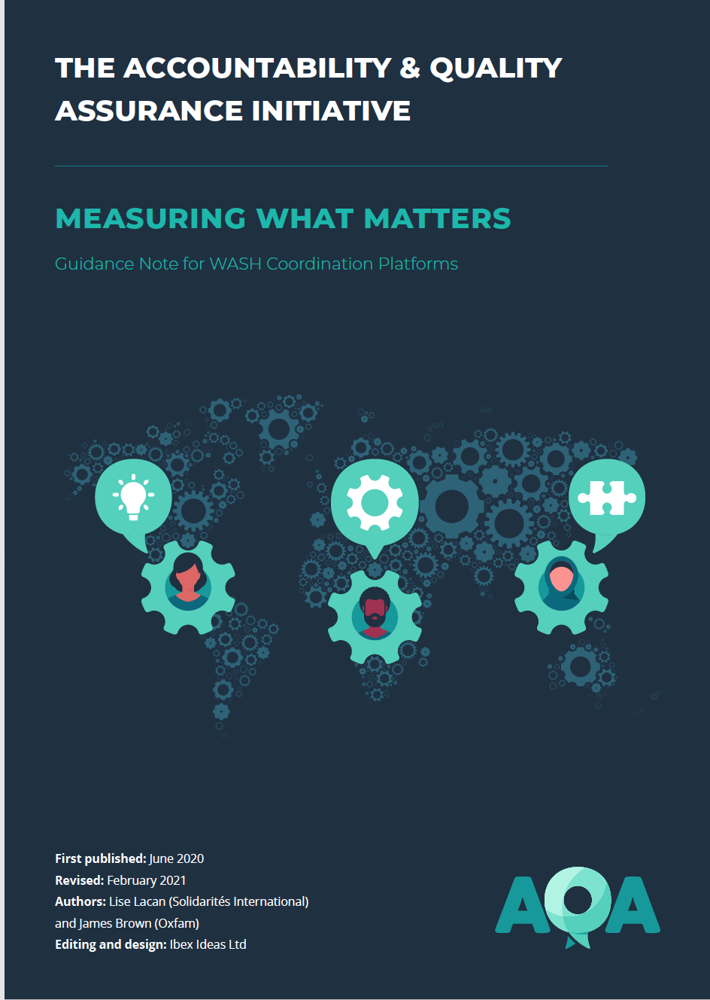 THE ACCOUNTABILITY & QUALITY
ASSURANCE INITIATIVE
MEASURING WHAT MATTERS
Guidance Note for WASH Coordination Platforms
First published: June 2020
Revised: February 2021
Authors: Lise Lacan (Solidarités International)
and James Brown (Oxfam)
Editing and design: Ibex Ideas Ltd
AQA